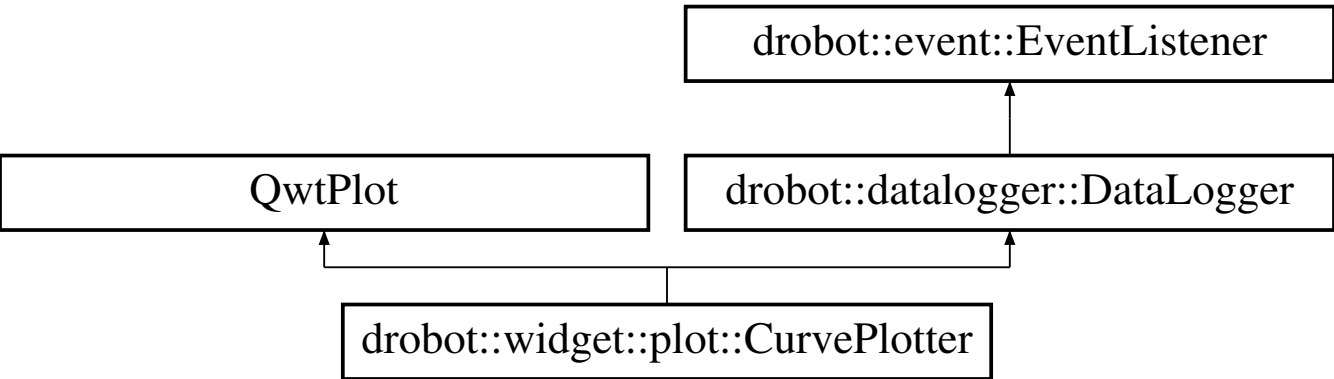 drobot::event::EventListener
QwtPlot
drobot::datalogger::DataLogger
drobot::widget::plot::CurvePlotter